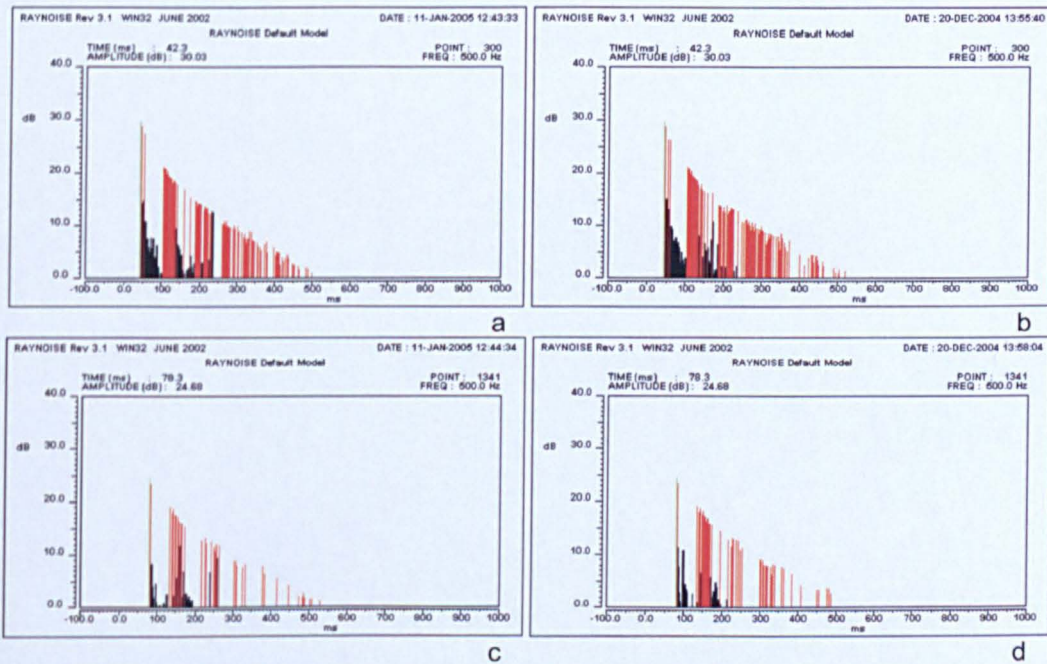 RAYNOISE Rev 3.1 WIN32 JUNE 2002 DATE : 11-JAN-2005 12:43:33
RAYNOISE Default Model
TIME (ms) : 42.3 POINT : 300
AMPLITUDE (dB) : 30.03 FREQ : 500.0 Hz
40.0
30.0
dB
20.0
10.0
0.0
-100.0 0.0 100 200 300 400 500 600 700 800 900 1000
ms
a
RAYNOISE Rev 3.1 WIN32 JUNE 2002 DATE : 20-DEC-2004 13:55:40
RAYNOISE Default Model
TIME (ms) : 42.3 POINT : 300
AMPLITUDE (dB) : 30.03 FREQ : 500.0 Hz
40.0
30.0
dB
20.0
10.0
0.0
-100.0 0.0 100 200 300 400 500 600 700 800 900 1000
ms
b
RAYNOISE Rev 3.1 WIN32 JUNE 2002 DATE : 11-JAN-2005 12:44:34
RAYNOISE Default Model
TIME (ms) : 78.3 POINT : 1341
AMPLITUDE (dB) : 24.68 FREQ : 500.0 Hz
40.0
30.0
dB
20.0
10.0
0.0
-100.0 0.0 100 200 300 400 500 600 700 800 900 1000
ms
c
RAYNOISE Rev 3.1 WIN32 JUNE 2002 DATE : 20-DEC-2004 13:58:04
RAYNOISE Default Model
TIME (ms) : 78.3 POINT : 1341
AMPLITUDE (dB) : 24.68 FREQ : 500.0 Hz
40.0
30.0
dB
20.0
10.0
0.0
-100.0 0.0 100 200 300 400 500 600 700 800 900 1000
ms
d